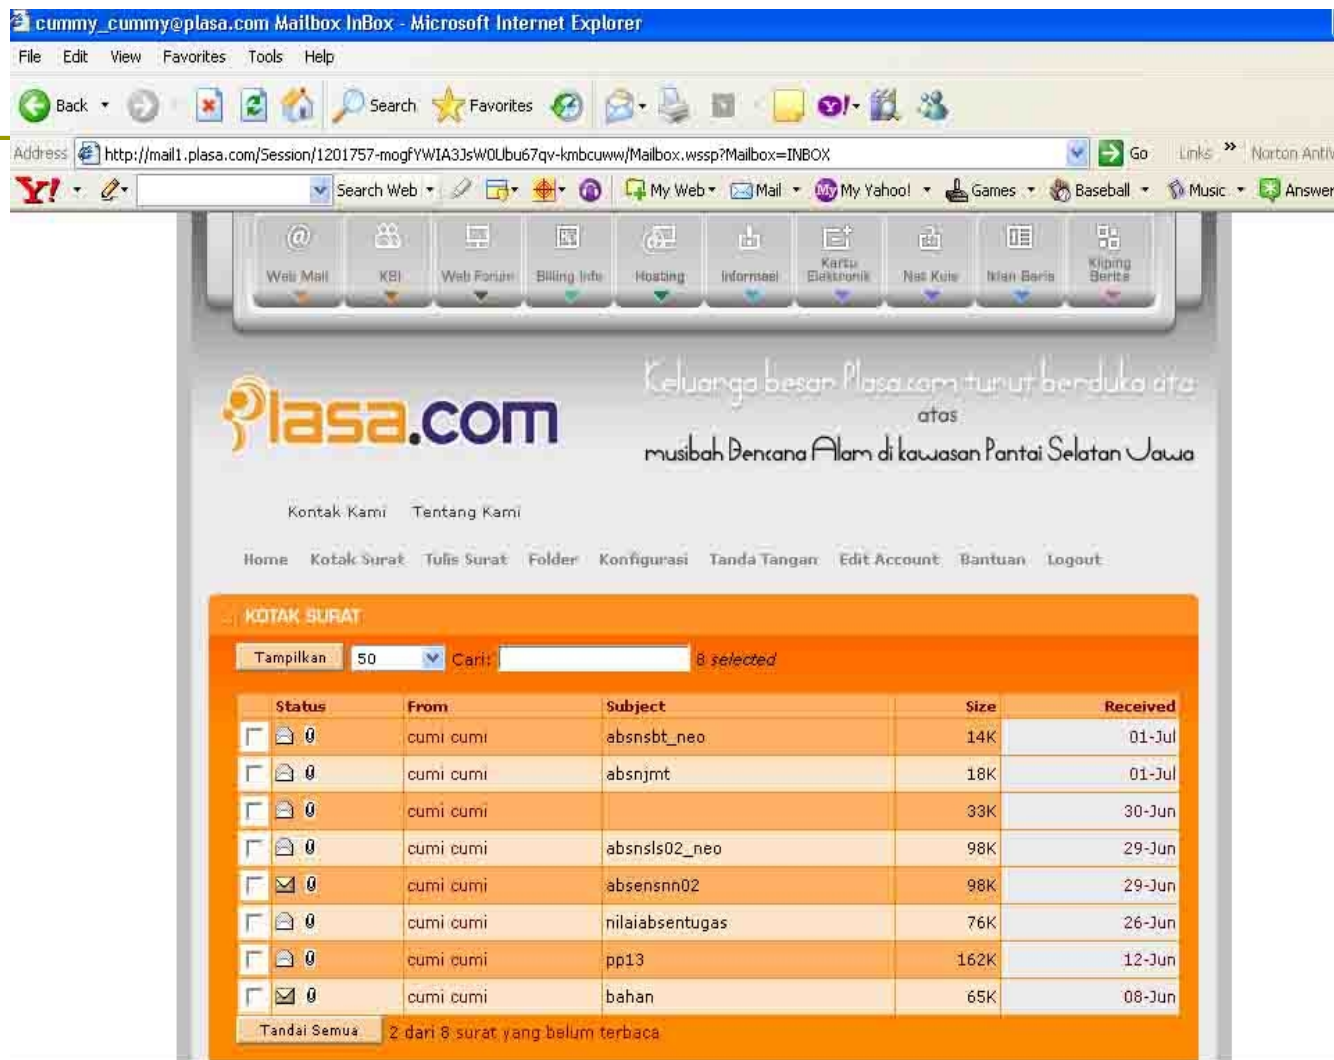 cummy_cummy@plasa.com Mailbox InBox - Microsoft Internet Explorer
File Edit View Favorites Tools Help
Back Search Favorites
Address http://mail1.plasa.com/Session/1201757-mogfYWIA3JsW0Ubu67qv-kmbcuww/Mailbox.wssp?Mailbox=INBOX Go Links » Norton Antiv
Y! Search Web My Web Mail My Yahoo! Games Baseball Music Answer
Web Mail KBI Web Forum Billing Info Hosting Informasi Kartu Elektronik Net Kuis Iklan Baris Kliping Berita
Keluarga besar Plasa.com turut berduka ata
Plasa.com
atas
musibah Bencana Alam di kawasan Pantai Selatan Jawa
Kontak Kami Tentang Kami
Home Kotak Surat Tulis Surat Folder Konfigurasi Tanda Tangan Edit Account Bantuan Logout
KOTAK SURAT
Tampilkan 50 Cari: 8 selected
Status From Subject Size Received
cumi cumi absnsbt_neo 14K 01-Jul
cumi cumi absnjmt 18K 01-Jul
cumi cumi 33K 30-Jun
cumi cumi absnsls02_neo 98K 29-Jun
cumi cumi absensnn02 98K 29-Jun
cumi cumi nilaiabsentugas 76K 26-Jun
cumi cumi pp13 162K 12-Jun
cumi cumi bahan 65K 08-Jun
Tandai Semua 2 dari 8 surat yang belum terbaca